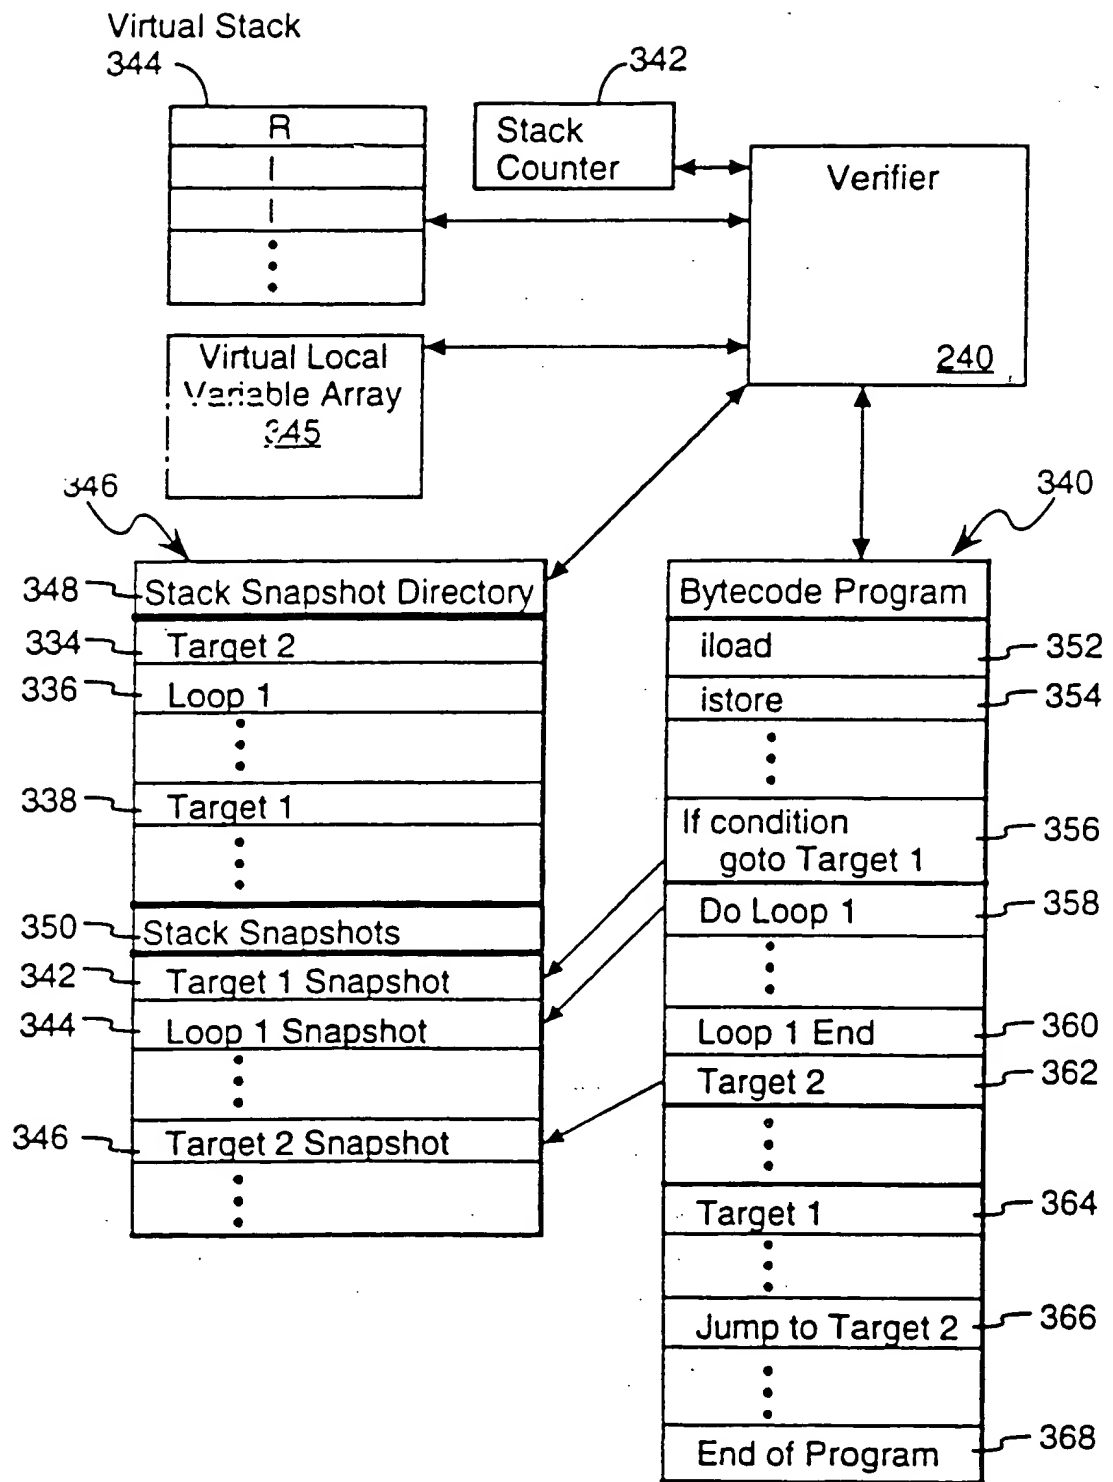 Virtual Stack
344
342
R
I
I
Stack
Counter
Verifier
240
Virtual Local
Variable Array
345
346
340
348
Stack Snapshot Directory
334
Target 2
336
Loop 1
338
Target 1
350
Stack Snapshots
342
Target 1 Snapshot
344
Loop 1 Snapshot
346
Target 2 Snapshot
Bytecode Program
iload
352
istore
354
If condition
goto Target 1
356
Do Loop 1
358
Loop 1 End
360
Target 2
362
Target 1
364
Jump to Target 2
366
End of Program
368